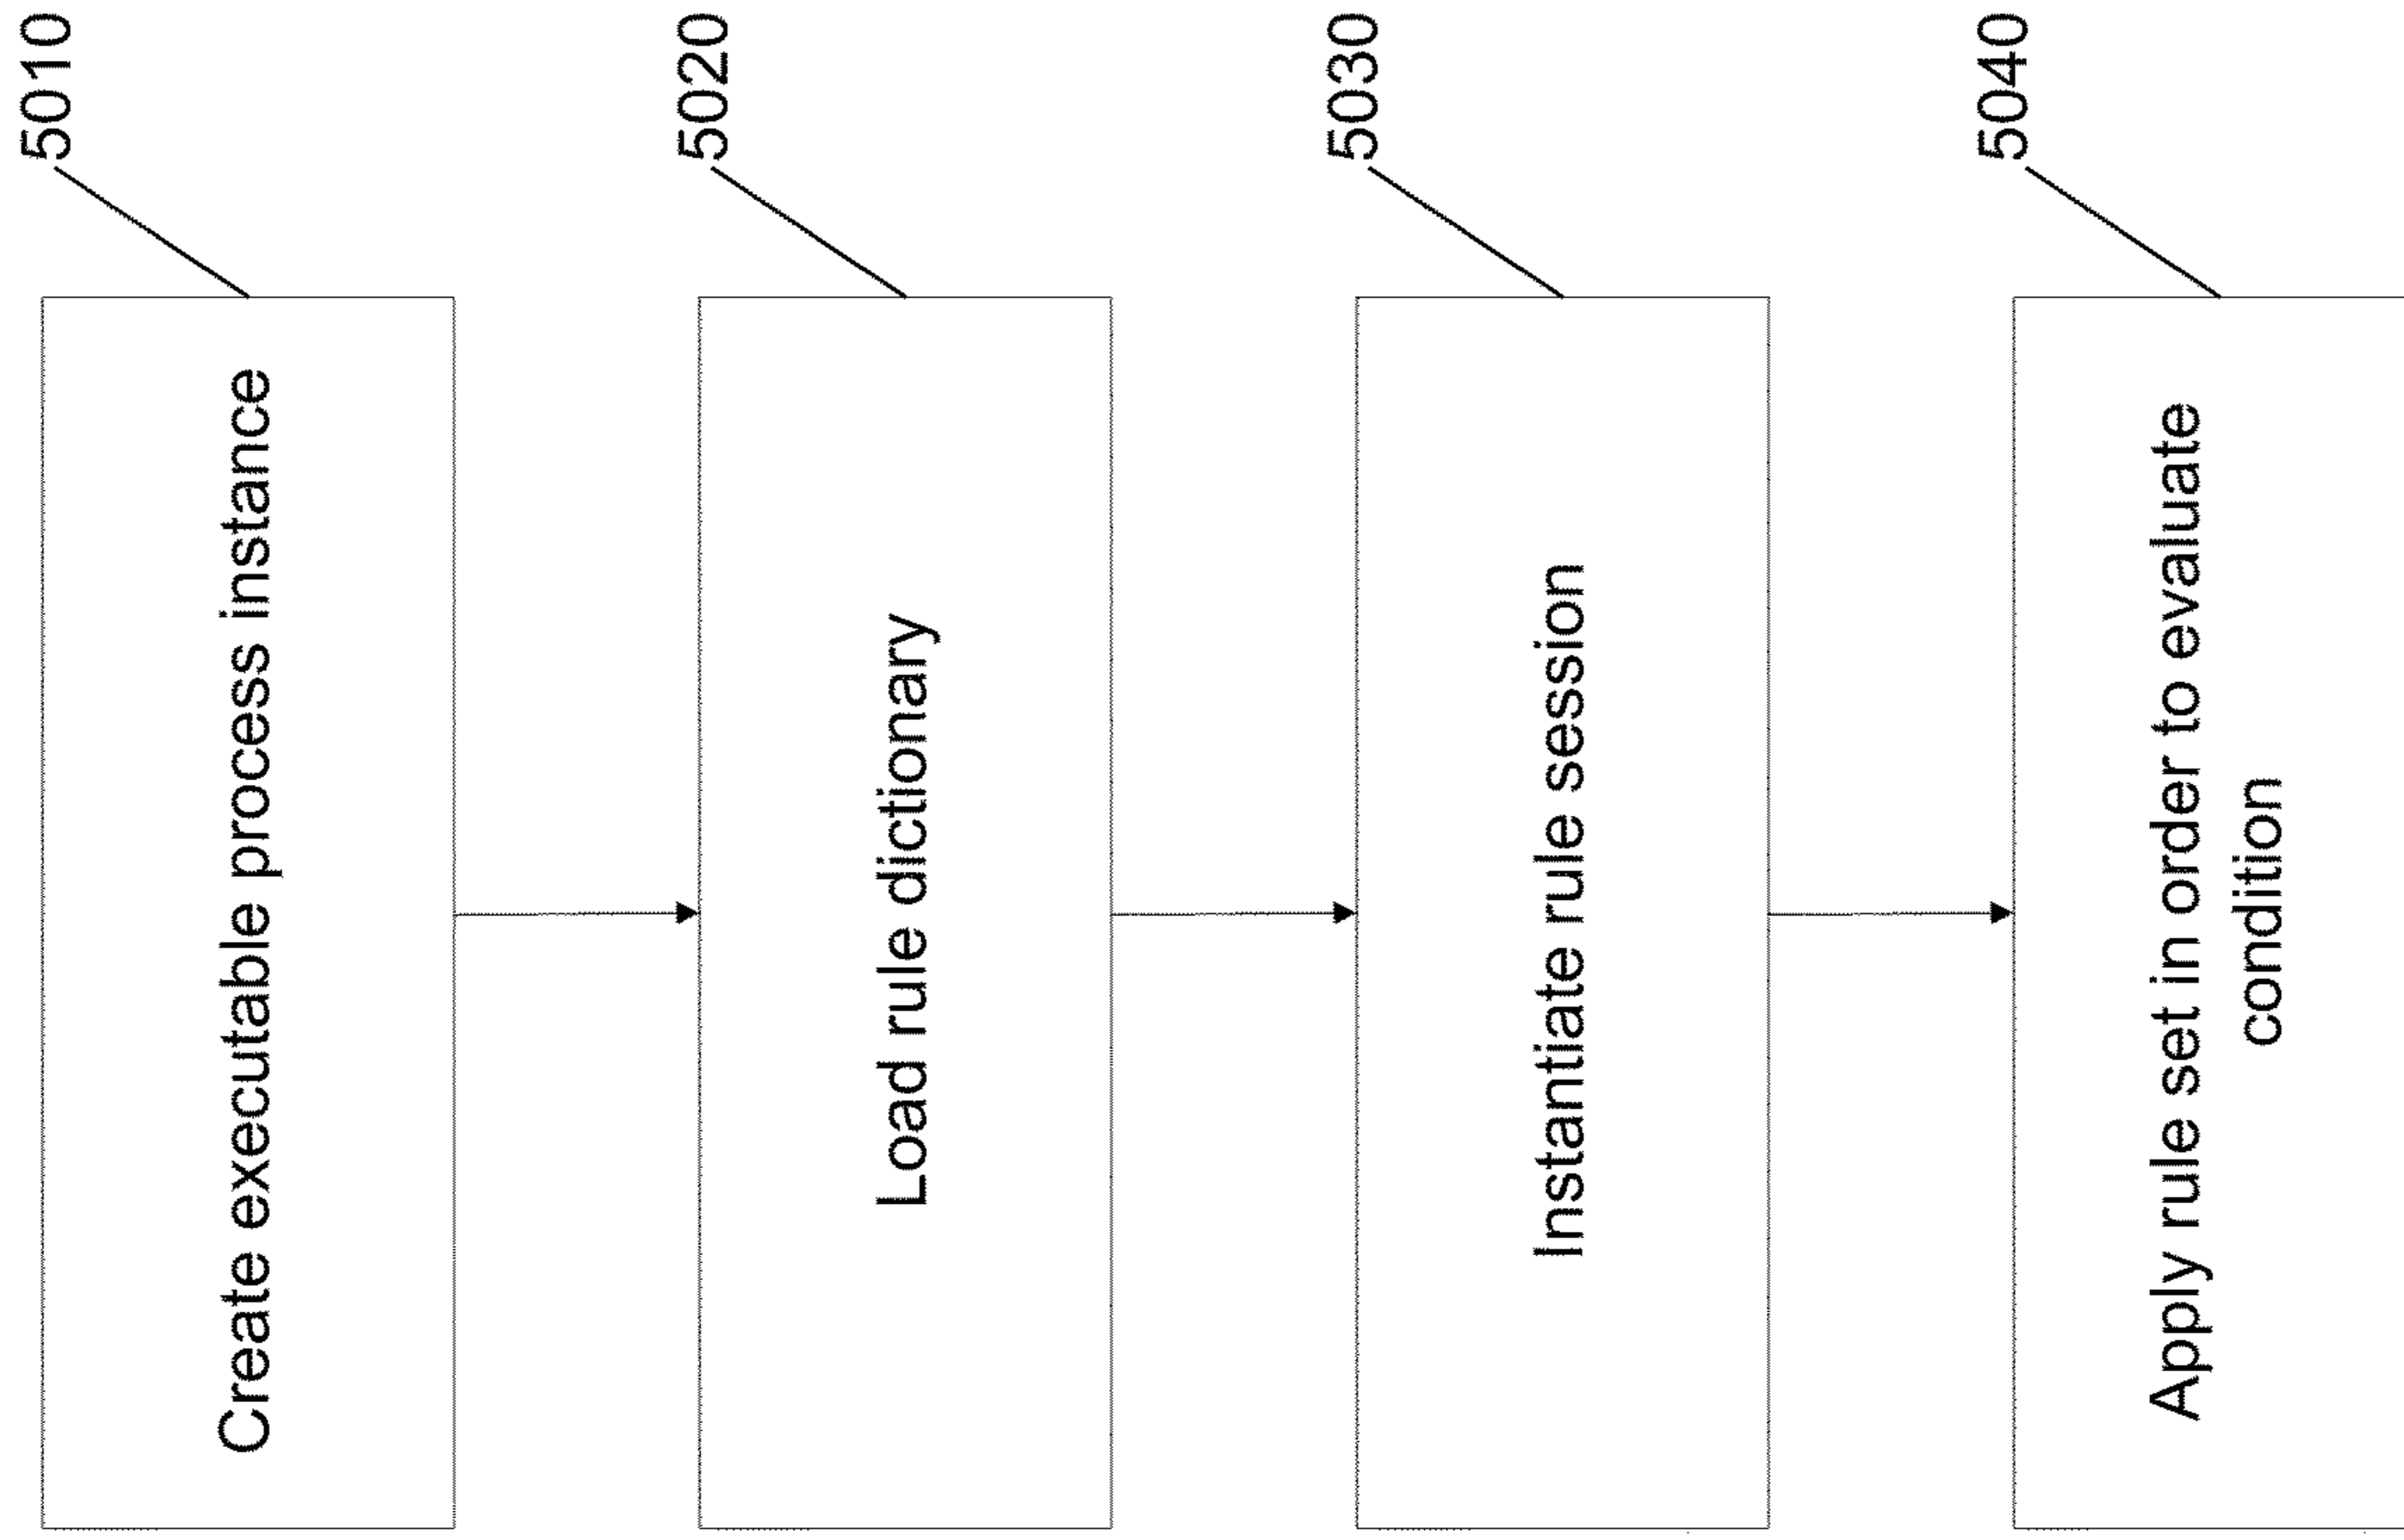 5010
Create executable process instance
5020
Load rule dictionary
5030
Instantiate rule session
5040
Apply rule set in order to evaluate
condition